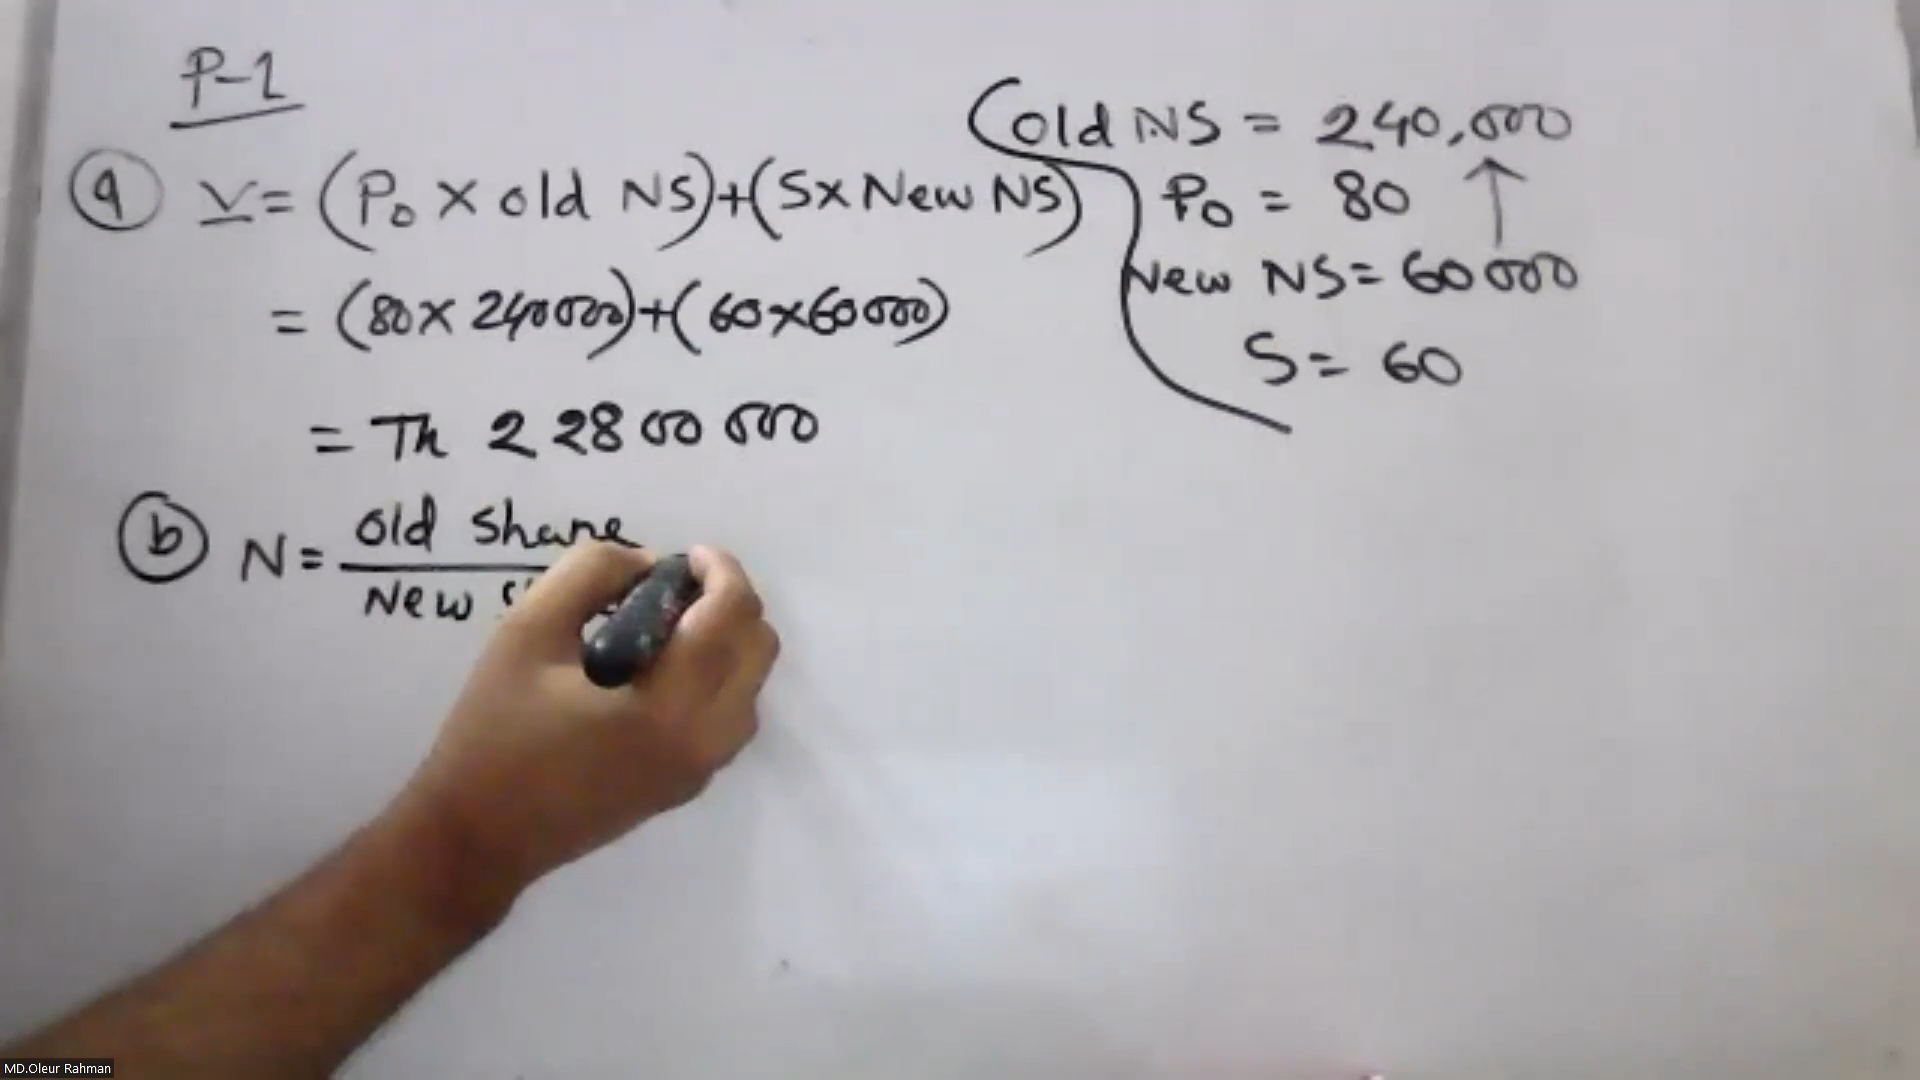 P-1
(a) V = (P₀ × old NS) + (S × New NS)
= (80 × 240000) + (60 × 60000)
= Tk 22800000
(b) N = old share
New
old NS = 240,000
P₀ = 80
New NS = 60000
S = 60
MD.Oleur Rahman